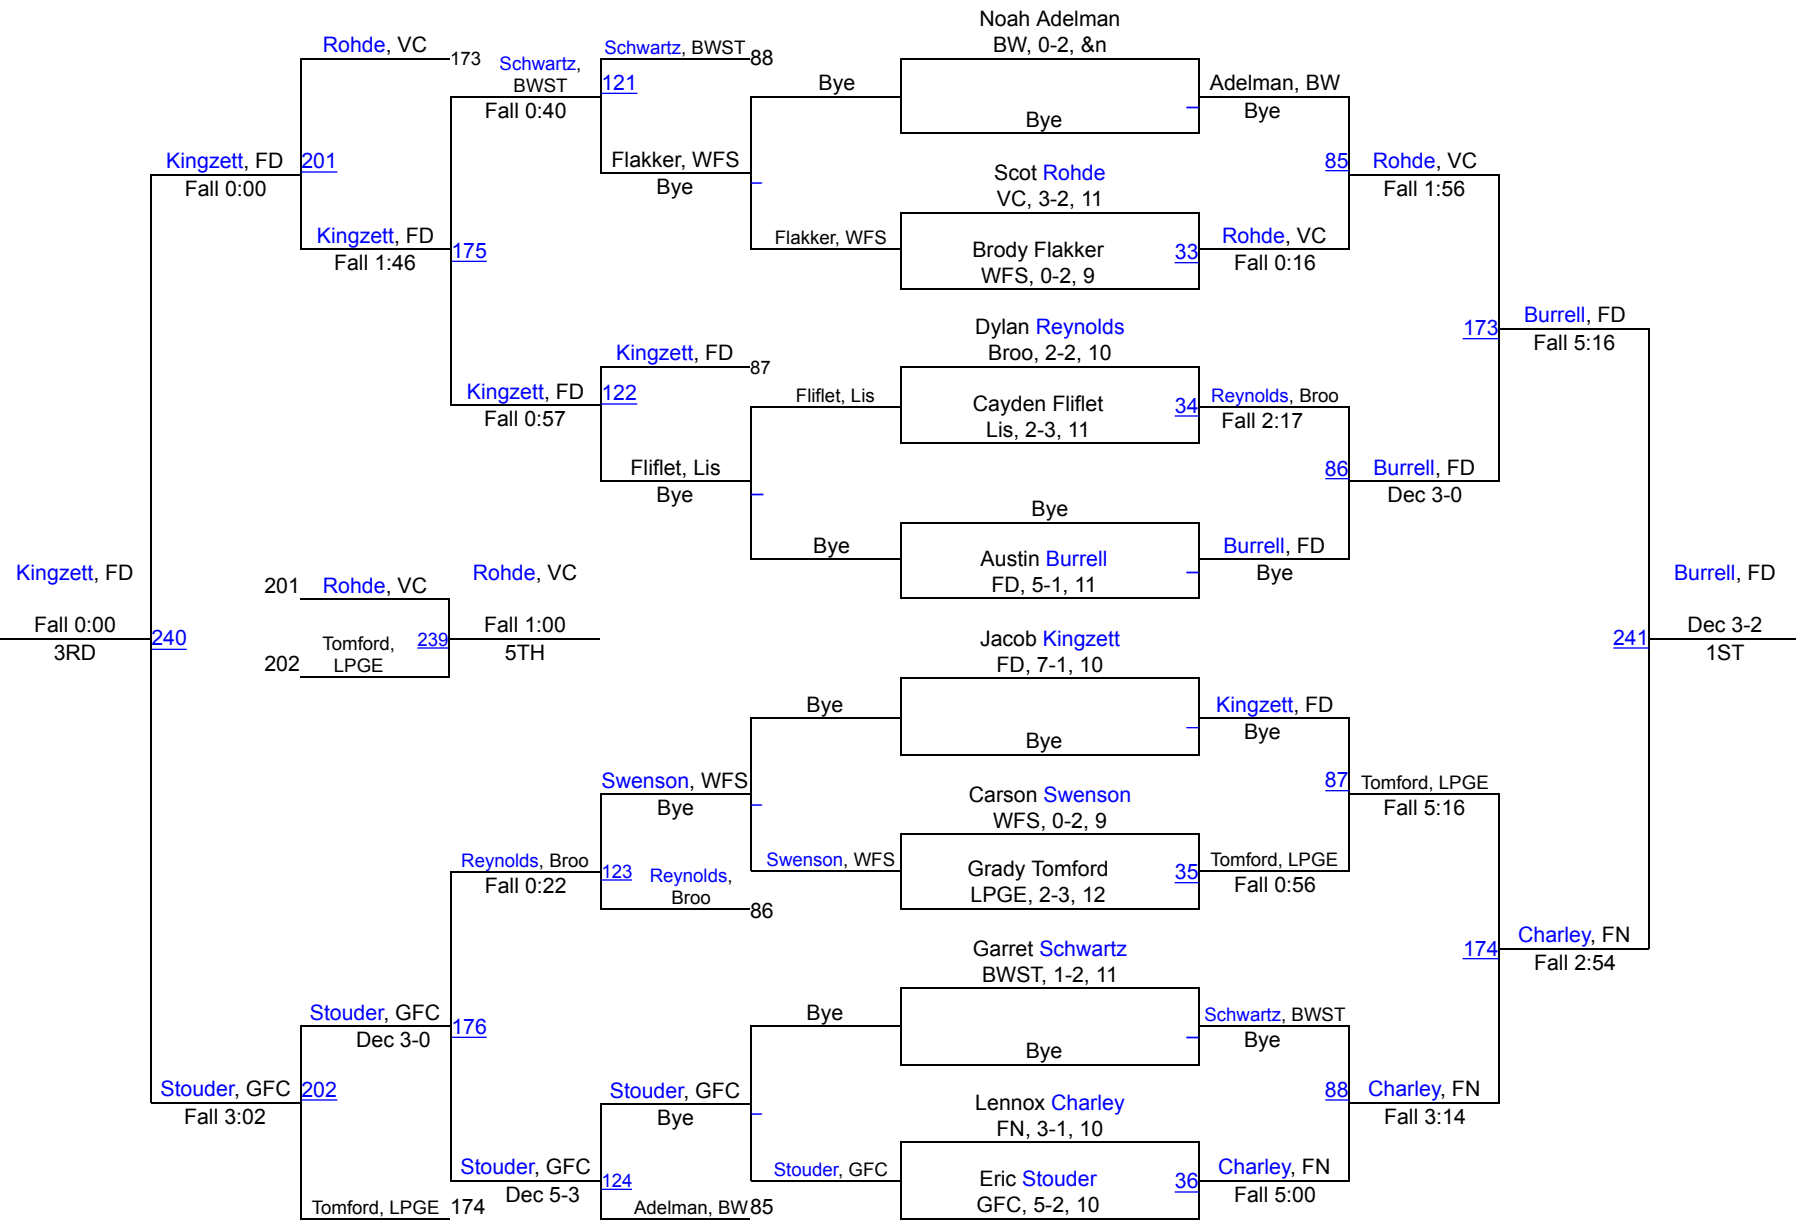 Noah Adelman
BW, 0-2, &n
Rohde, VC
173
Schwartz,
BWST
Fall 0:40
Schwartz, BWST
88
121
Bye
Bye
Adelman, BW
Bye
Kingzett, FD
Fall 0:00
201
Flakker, WFS
Bye
Scot Rohde
VC, 3-2, 11
85
Rohde, VC
Fall 1:56
Kingzett, FD
Fall 1:46
175
Flakker, WFS
Brody Flakker
WFS, 0-2, 9
33
Rohde, VC
Fall 0:16
Dylan Reynolds
Broo, 2-2, 10
173
Burrell, FD
Fall 5:16
Kingzett, FD
87
Kingzett, FD
Fall 0:57
122
Fliflet, Lis
Cayden Fliflet
Lis, 2-3, 11
34
Reynolds, Broo
Fall 2:17
Fliflet, Lis
Bye
86
Burrell, FD
Dec 3-0
Bye
Bye
Austin Burrell
FD, 5-1, 11
Burrell, FD
Bye
Kingzett, FD
Fall 0:00
3RD
240
201
Rohde, VC
Tomford,
LPGE
202
239
Rohde, VC
Fall 1:00
5TH
Burrell, FD
Dec 3-2
1ST
241
Jacob Kingzett
FD, 7-1, 10
Bye
Bye
Kingzett, FD
Bye
Swenson, WFS
Bye
Carson Swenson
WFS, 0-2, 9
87
Tomford, LPGE
Fall 5:16
Reynolds, Broo
Fall 0:22
123
Reynolds,
Broo
86
Swenson, WFS
Grady Tomford
LPGE, 2-3, 12
35
Tomford, LPGE
Fall 0:56
Garret Schwartz
BWST, 1-2, 11
174
Charley, FN
Fall 2:54
Stouder, GFC
Dec 3-0
176
Bye
Bye
Schwartz, BWST
Bye
Stouder, GFC
Fall 3:02
202
Stouder, GFC
Bye
Lennox Charley
FN, 3-1, 10
88
Charley, FN
Fall 3:14
Stouder, GFC
Dec 5-3
124
Stouder, GFC
Eric Stouder
GFC, 5-2, 10
36
Charley, FN
Fall 5:00
Tomford, LPGE
174
Adelman, BW
85